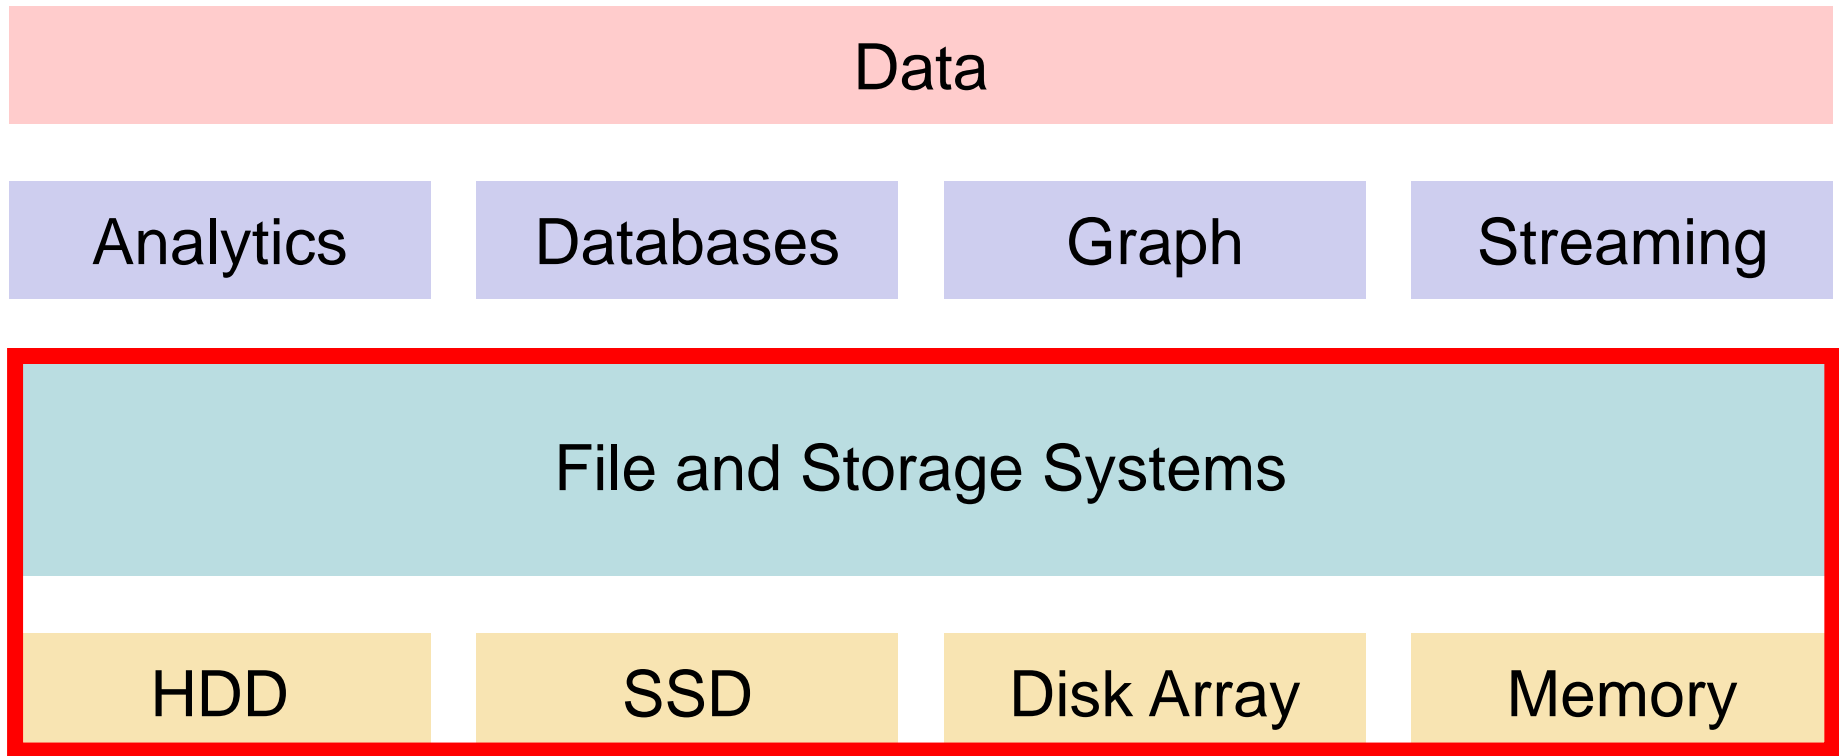 Data
Analytics Databases Graph Streaming
File and Storage Systems
HDD SSD Disk Array Memory